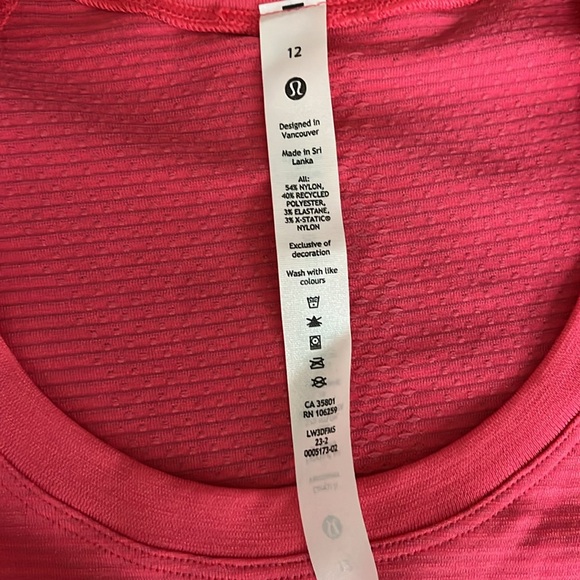 12
Designed in
Vancouver
Made in Sri
Lanka
All:
54% NYLON,
40% RECYCLED
POLYESTER,
3% ELASTANE,
3% X-STATIC®
NYLON
Exclusive of
decoration
Wash with like
colours
CA 35801
RN 106259
LW3DFMS
23-2
0005173-02